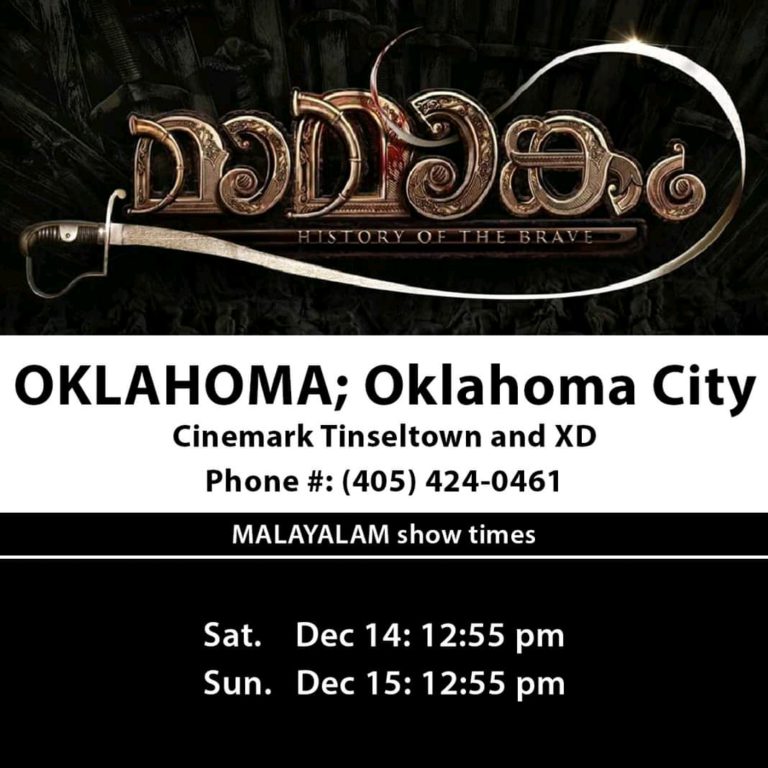 മാമാങ്കം
HISTORY OF THE BRAVE
OKLAHOMA; Oklahoma City
Cinemark Tinseltown and XD
Phone #: (405) 424-0461
MALAYALAM show times
Sat. Dec 14: 12:55 pm
Sun. Dec 15: 12:55 pm